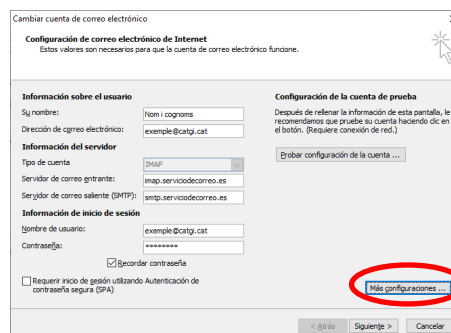 Cambiar cuenta de correo electrónico
Configuración de correo electrónico de Internet
Estos valores son necesarios para que la cuenta de correo electrónico funcione.
Información sobre el usuario
Su nombre:
Nom i cognoms
Dirección de correo electrónico:
exemple@catgi.cat
Información del servidor
Tipo de cuenta
IMAP
Servidor de correo entrante:
imap.serviciodecorreo.es
Servidor de correo saliente (SMTP):
smtp.serviciodecorreo.es
Información de inicio de sesión
Nombre de usuario:
exemple@catgi.cat
Contraseña:
********
Recordar contraseña
Requerir inicio de sesión utilizando Autenticación de
contraseña segura (SPA)
Configuración de la cuenta de prueba
Después de rellenar la información de esta pantalla, le
recomendamos que pruebe su cuenta haciendo clic en
el botón. (Requiere conexión de red.)
Probar configuración de la cuenta ...
Más configuraciones ...
< Atrás
Siguiente >
Cancelar